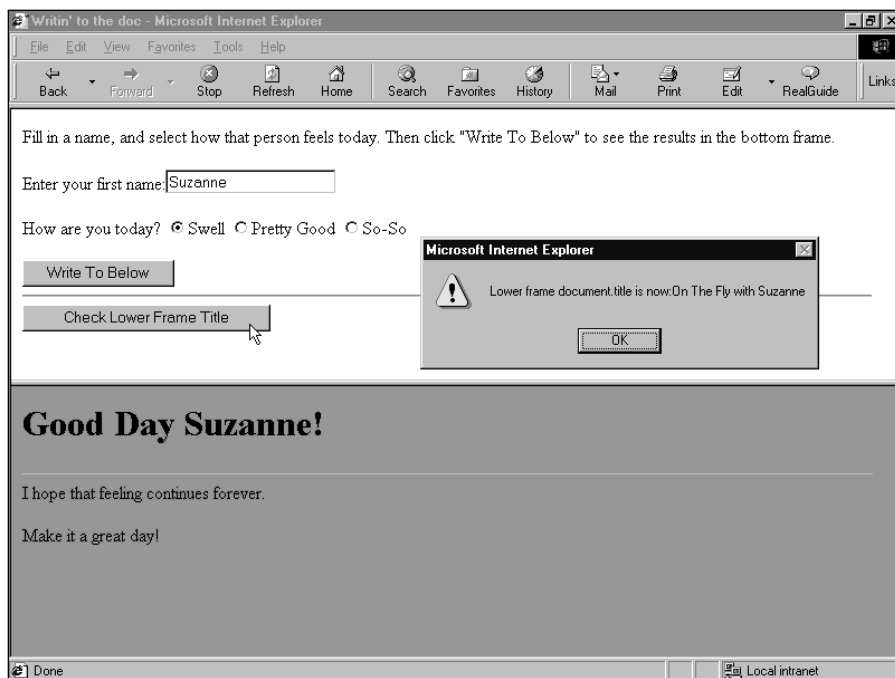 Writin' to the doc - Microsoft Internet Explorer
File Edit View Favorites Tools Help
Back Forward Stop Refresh Home Search Favorites History Mail Print Edit RealGuide Links
Fill in a name, and select how that person feels today. Then click "Write To Below" to see the results in the bottom frame.
Enter your first name: Suzanne
How are you today? Swell Pretty Good So-So
Write To Below
Check Lower Frame Title
Microsoft Internet Explorer
Lower frame document.title is now:On The Fly with Suzanne
OK
Good Day Suzanne!
I hope that feeling continues forever.
Make it a great day!
Done Local intranet